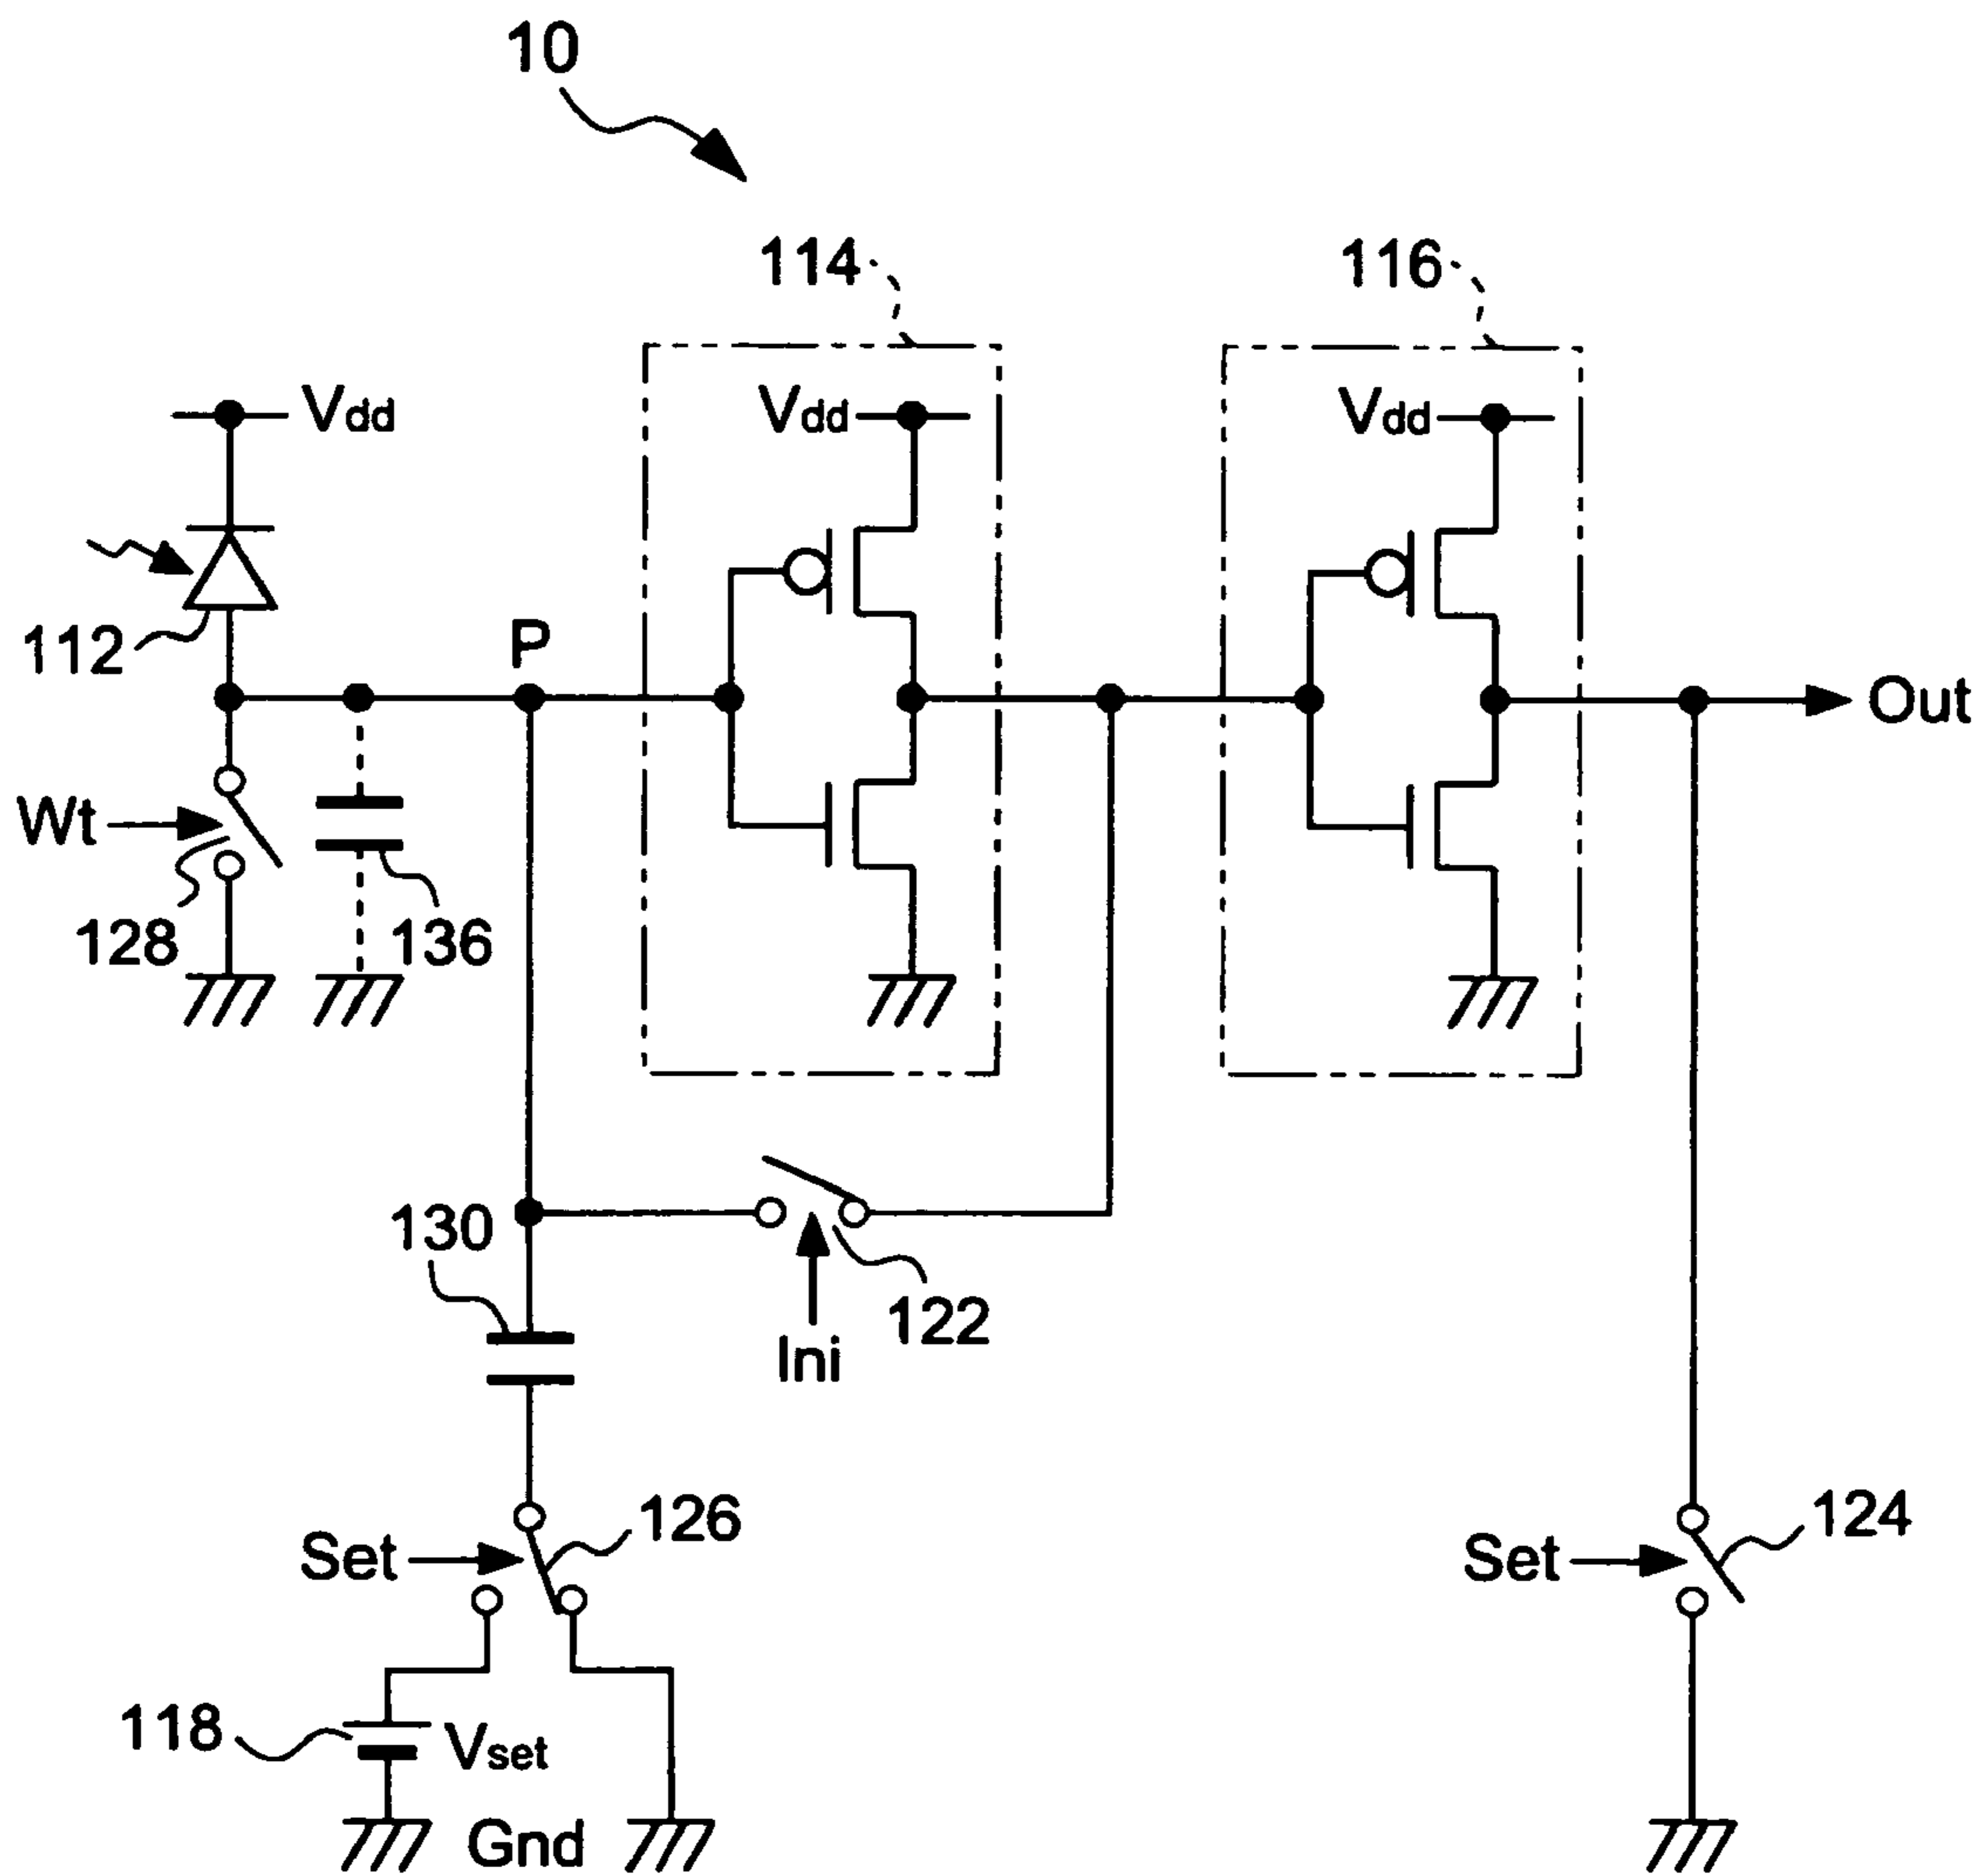 10
114
116
Vdd
Vdd
Vdd
112
P
Out
Wt
128
136
130
122
Ini
Set
126
Set
124
118
Vset
Gnd